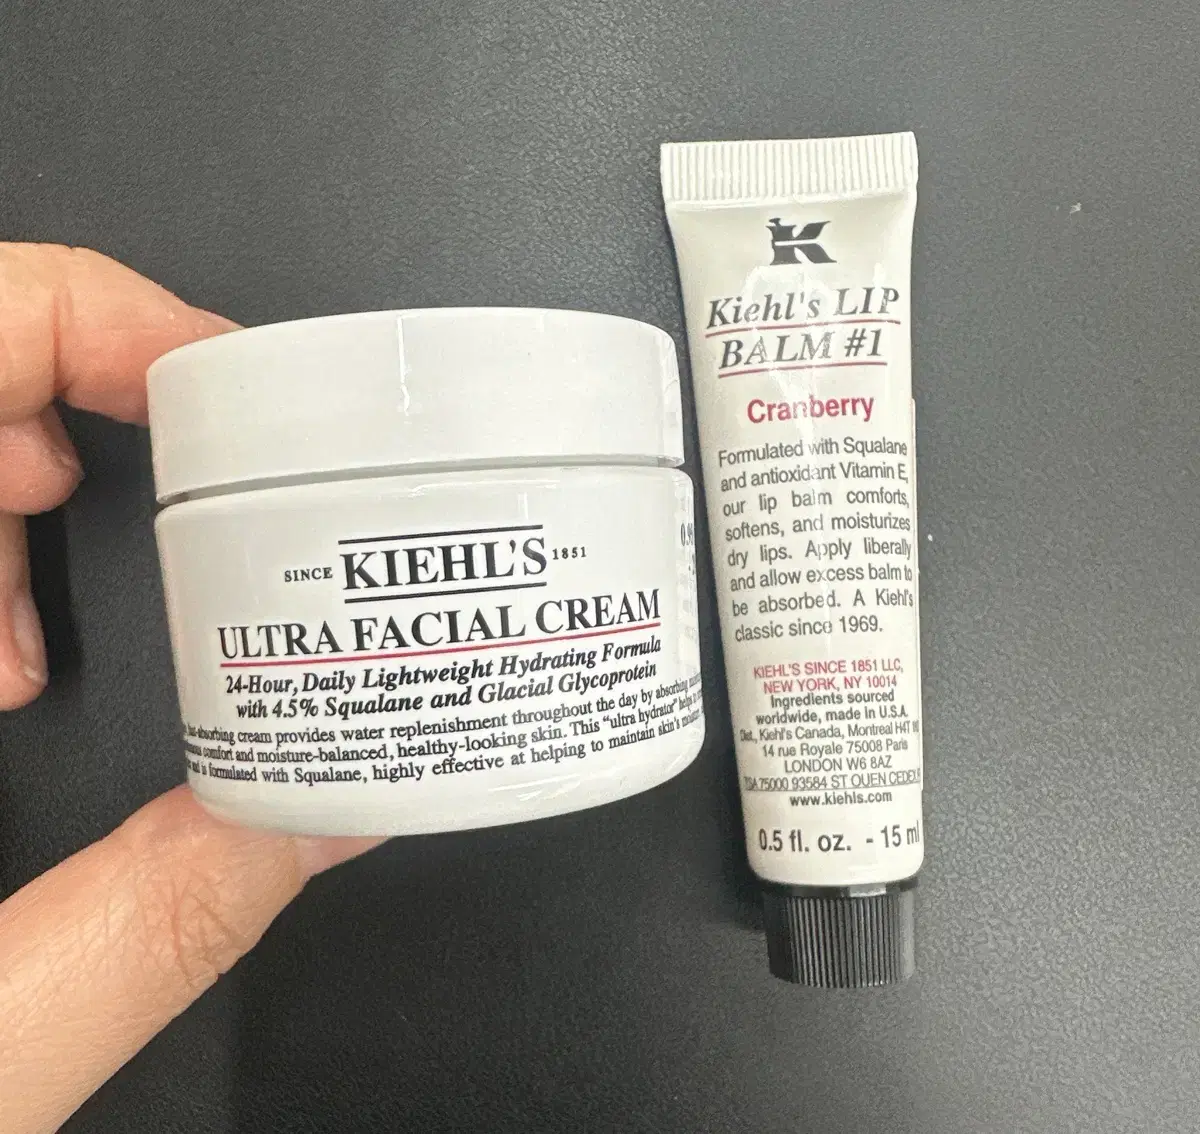 SINCE KIEHL'S 1851
ULTRA FACIAL CREAM
24-Hour, Daily Lightweight Hydrating Formula
with 4.5% Squalane and Glacial Glycoprotein
cream provides water replenishment throughout the day by absorbing
comfort and moisture-balanced, healthy-looking skin. This "ultra hydrator" helps
is formulated with Squalane, highly effective at helping to maintain skin's
K
Kiehl's LIP
BALM #1
Cranberry
Formulated with Squalane
and antioxidant Vitamin E,
our lip balm comforts,
softens, and moisturizes
dry lips. Apply liberally
and allow excess balm to
be absorbed. A Kiehl's
classic since 1969.
KIEHL'S SINCE 1851 LLC,
NEW YORK, NY 10014
Ingredients sourced
worldwide, made in U.S.A.
Dist., Kiehl's Canada, Montreal H4T
14 rue Royale 75008 Paris
LONDON W6 8AZ
TSA 75000 93584 ST OUEN CEDEX
www.kiehls.com
0.5 fl. oz. - 15 ml